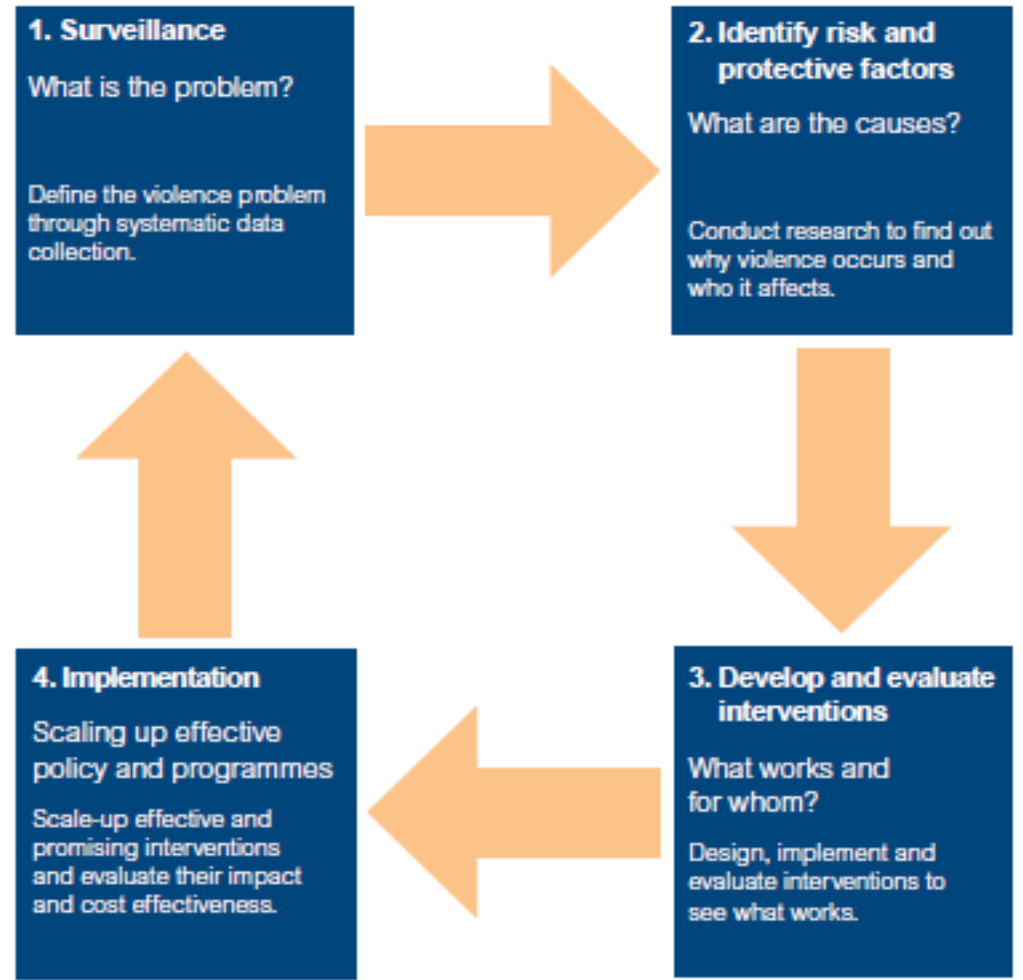 1. Surveillance
What is the problem?
Define the violence problem
through systematic data
collection.
2. Identify risk and
protective factors
What are the causes?
Conduct research to find out
why violence occurs and
who it affects.
3. Develop and evaluate
interventions
What works and
for whom?
Design, implement and
evaluate interventions to
see what works.
4. Implementation
Scaling up effective
policy and programmes
Scale-up effective and
promising interventions
and evaluate their impact
and cost effectiveness.